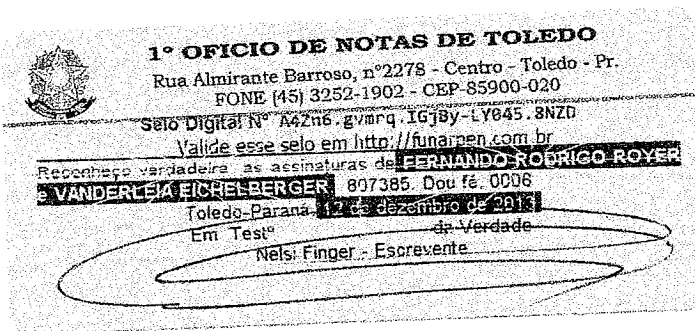 1º OFICIO DE NOTAS DE TOLEDO
Rua Almirante Barroso, nº2278 - Centro - Toledo - Pr.
FONE (45) 3252-1902 - CEP-85900-020
Selo Digital Nº A4Zn6.gvmrq.IGjBy-LY645.8NZD
Valide esse selo em http://funarpen.com.br
Reconheço verdadeira as assinaturas de FERNANDO RODRIGO ROYER
E VANDERLEIA EICHELBERGER 807385. Dou fé. 0006
Toledo-Paraná, 12 de dezembro de 2013
Em Testº da Verdade
Nelsi Finger - Escrevente